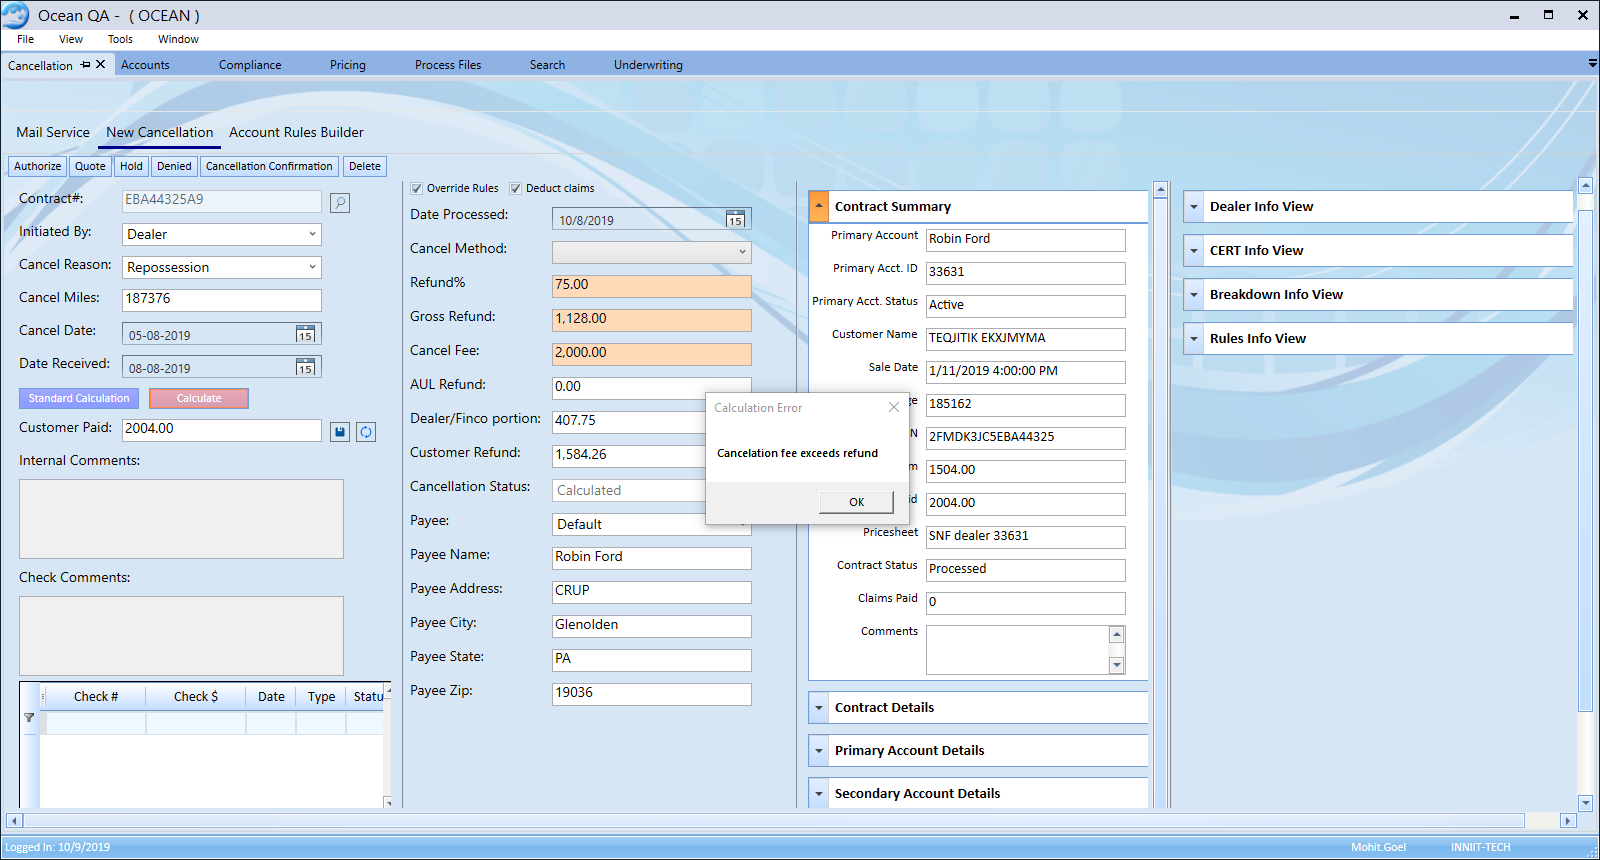 Ocean QA - ( OCEAN )
File View Tools Window
Cancellation Accounts Compliance Pricing Process Files Search Underwriting
Mail Service New Cancellation Account Rules Builder
Authorize Quote Hold Denied Cancellation Confirmation Delete
Contract#: EBA44325A9
Initiated By: Dealer
Cancel Reason: Repossession
Cancel Miles: 187376
Cancel Date: 05-08-2019 15
Date Received: 08-08-2019 15
Standard Calculation Calculate
Customer Paid: 2004.00
Internal Comments:
Check Comments:
Check # Check $ Date Type Statu
Override Rules Deduct claims
Date Processed: 10/8/2019 15
Cancel Method:
Refund% 75.00
Gross Refund: 1,128.00
Cancel Fee: 2,000.00
AUL Refund: 0.00
Dealer/Finco portion: 407.75
Customer Refund: 1,584.26
Cancellation Status: Calculated
Payee: Default
Payee Name: Robin Ford
Payee Address: CRUP
Payee City: Glenolden
Payee State: PA
Payee Zip: 19036
Calculation Error
Cancelation fee exceeds refund
OK
Contract Summary
Primary Account Robin Ford
Primary Acct. ID 33631
Primary Acct. Status Active
Customer Name TEQJITIK EKXJMYMA
Sale Date 1/11/2019 4:00:00 PM
ge 185162
N 2FMDK3JC5EBA44325
m 1504.00
id 2004.00
Pricesheet SNF dealer 33631
Contract Status Processed
Claims Paid 0
Comments
Contract Details
Primary Account Details
Secondary Account Details
Dealer Info View
CERT Info View
Breakdown Info View
Rules Info View
Logged In: 10/9/2019 Mohit.Goel INNIIT-TECH